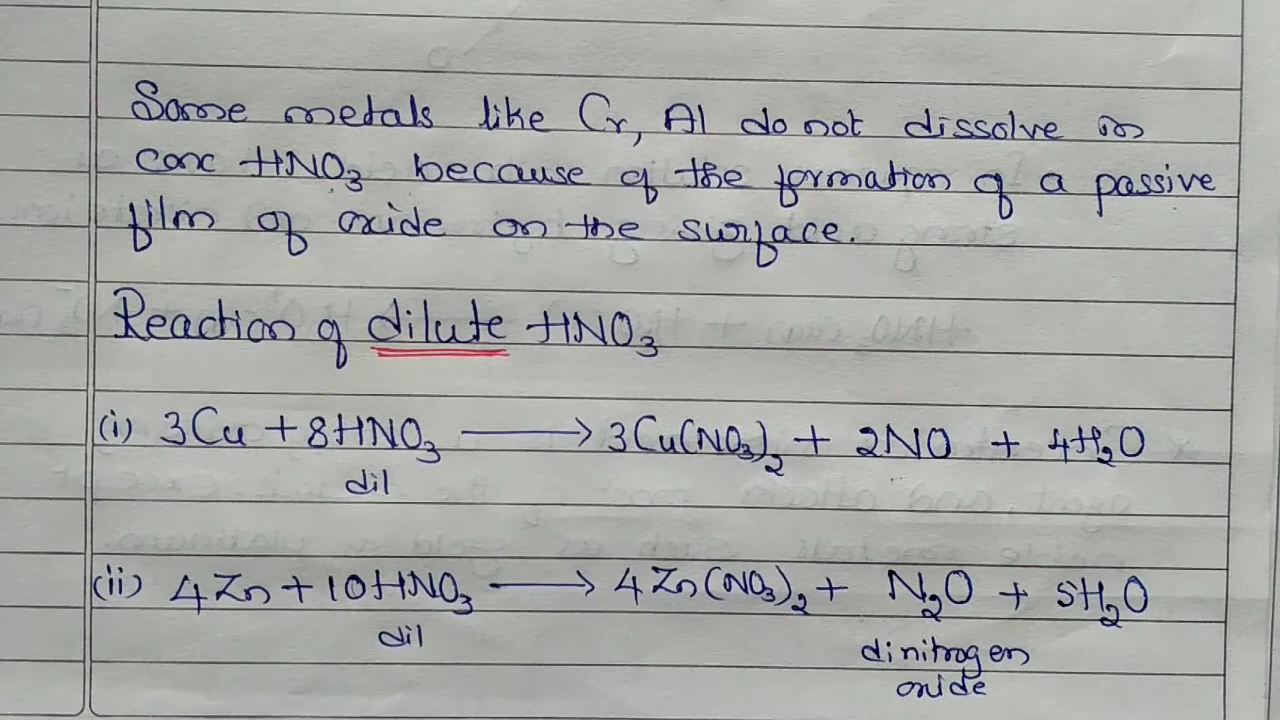 Some metals like Cr, Al do not dissolve in
conc HNO₃ because of the formation of a passive
film of oxide on the surface.
Reaction of dilute HNO₃
(i) 3Cu + 8HNO₃ ⟶ 3Cu(NO₃)₂ + 2NO + 4H₂O
dil
(ii) 4Zn + 10HNO₃ ⟶ 4Zn(NO₃)₂ + N₂O + 5H₂O
dil dinitrogen
oxide